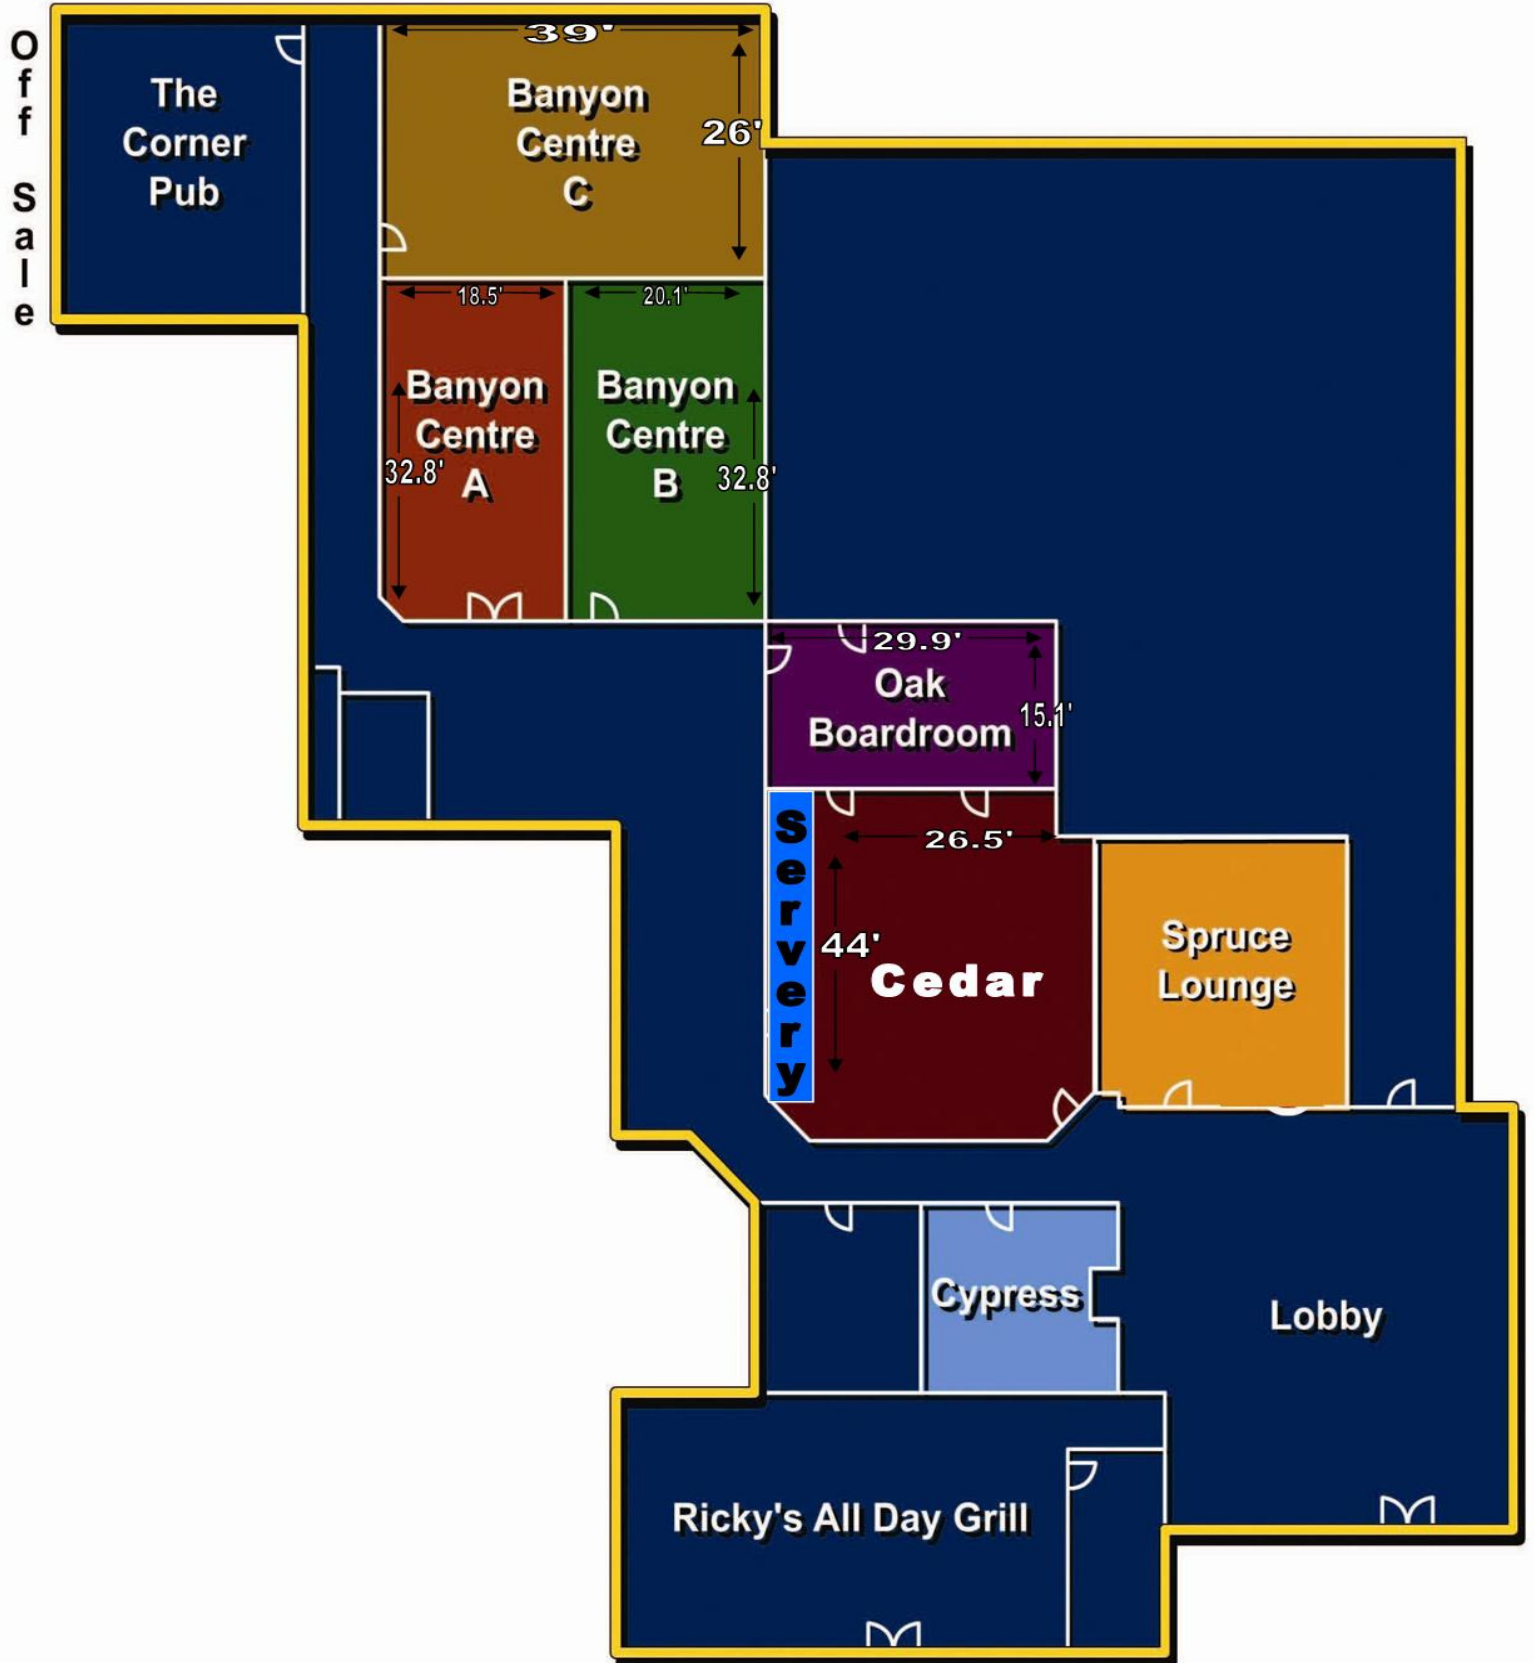 Off Sale
The
Corner
Pub
39'
Banyon
Centre
C
26'
18.5'
20.1'
Banyon
Centre
A
32.8'
Banyon
Centre
B
32.8'
29.9'
Oak
Boardroom
15.1'
Servery
26.5'
44'
Cedar
Spruce
Lounge
Cypress
Lobby
Ricky's All Day Grill